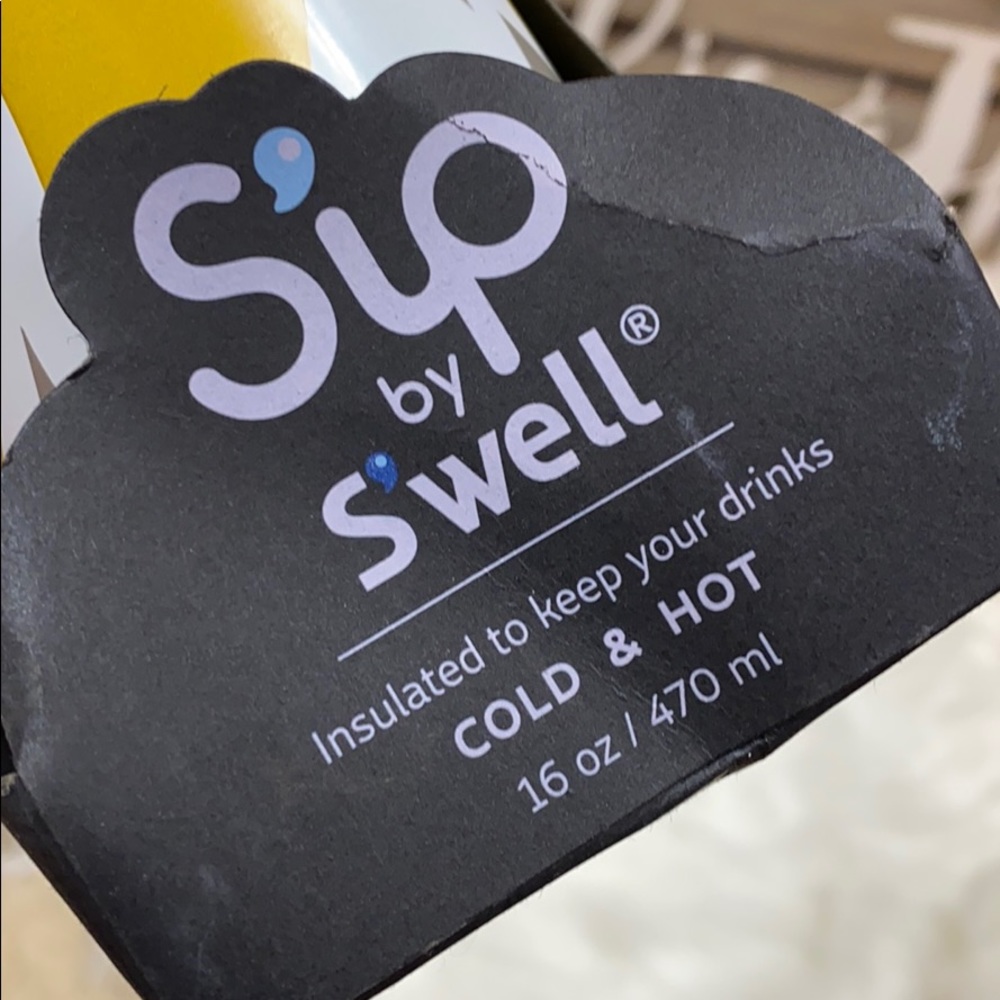 S'ip
by
S'well®
Insulated to keep your drinks
COLD & HOT
16 oz / 470 ml